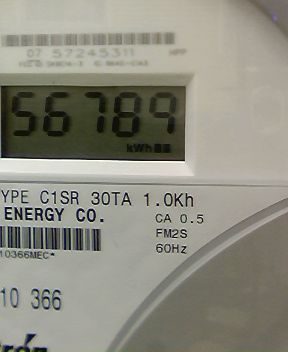 07 57245311
56789
kWh
YPE C1SR 30TA 1.0Kh
ENERGY CO.
CA 0.5
FM2S
60Hz
10366MEC*
10 366